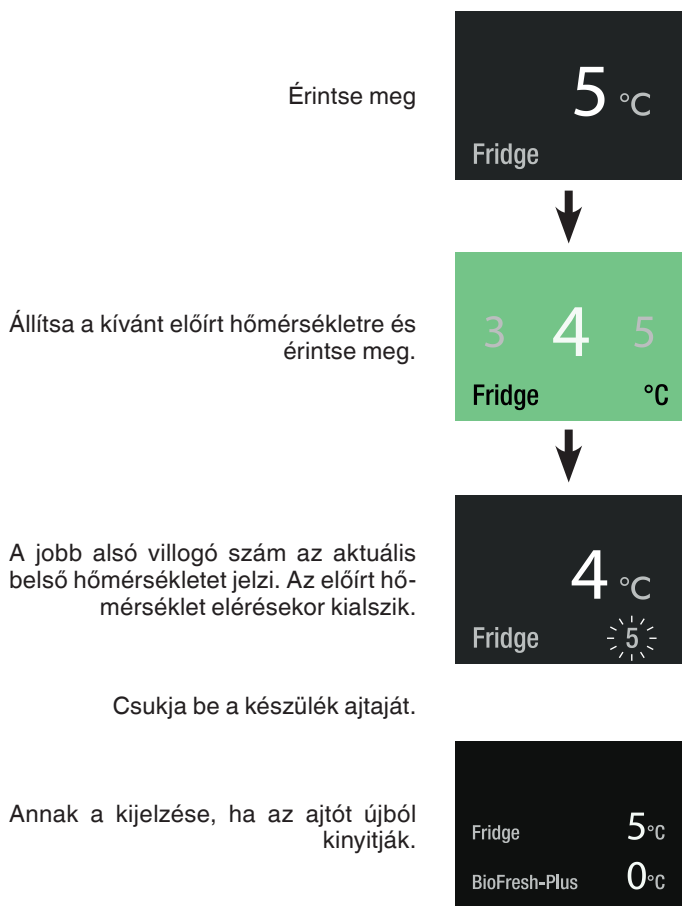 Érintse meg
5 °C
Fridge
Állítsa a kívánt előírt hőmérsékletre és
érintse meg.
3 4 5
Fridge °C
A jobb alsó villogó szám az aktuális
belső hőmérsékletet jelzi. Az előírt hő-
mérséklet elérésekor kialszik.
4 °C
Fridge 5
Csukja be a készülék ajtaját.
Annak a kijelzése, ha az ajtót újból
kinyitják.
Fridge 5°C
BioFresh-Plus 0°C